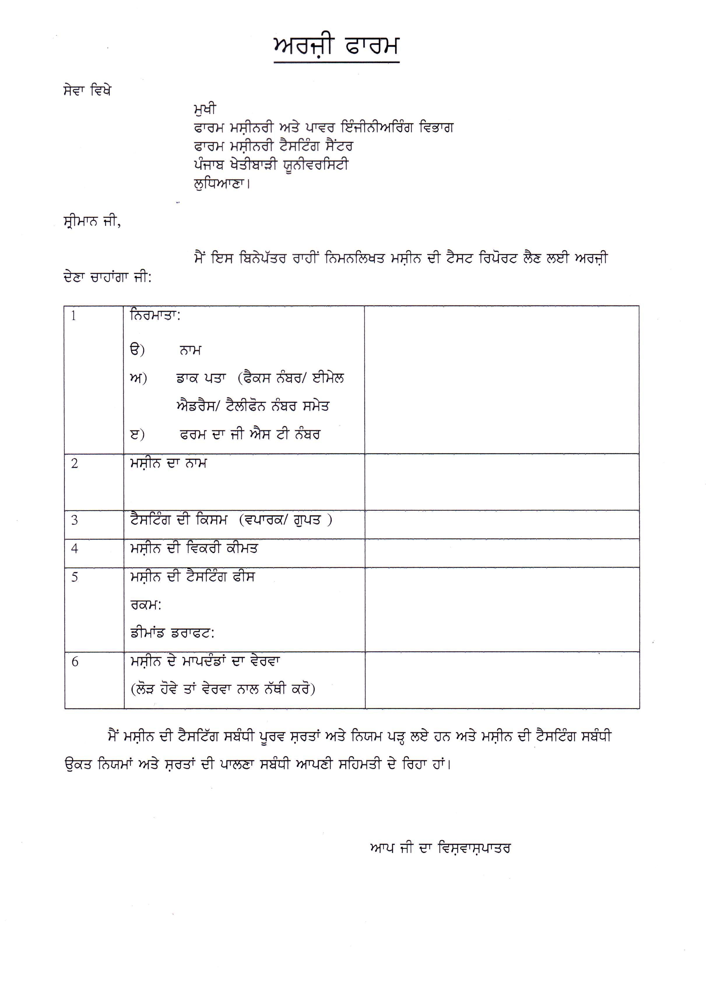 ਅਰਜ਼ੀ ਫਾਰਮ
ਸੇਵਾ ਵਿਖੇ
ਮੁਖੀ
ਫਾਰਮ ਮਸ਼ੀਨਰੀ ਅਤੇ ਪਾਵਰ ਇੰਜੀਨੀਅਰਿੰਗ ਵਿਭਾਗ
ਫਾਰਮ ਮਸ਼ੀਨਰੀ ਟੈਸਟਿੰਗ ਸੈਂਟਰ
ਪੰਜਾਬ ਖੇਤੀਬਾੜੀ ਯੂਨੀਵਰਸਿਟੀ
ਲੁਧਿਆਣਾ।
ਸ੍ਰੀਮਾਨ ਜੀ,
ਮੈਂ ਇਸ ਬਿਨੇਪੱਤਰ ਰਾਹੀਂ ਨਿਮਨਲਿਖਤ ਮਸ਼ੀਨ ਦੀ ਟੈਸਟ ਰਿਪੋਰਟ ਲੈਣ ਲਈ ਅਰਜ਼ੀ
ਦੇਣਾ ਚਾਹਾਂਗਾ ਜੀ:
1 ਨਿਰਮਾਤਾ:
ੳ) ਨਾਮ
ਅ) ਡਾਕ ਪਤਾ (ਫੈਕਸ ਨੰਬਰ/ ਈਮੇਲ
ਐਡਰੈਸ/ ਟੈਲੀਫੋਨ ਨੰਬਰ ਸਮੇਤ
ੲ) ਫਰਮ ਦਾ ਜੀ ਐਸ ਟੀ ਨੰਬਰ
2 ਮਸ਼ੀਨ ਦਾ ਨਾਮ
3 ਟੈਸਟਿੰਗ ਦੀ ਕਿਸਮ (ਵਪਾਰਕ/ ਗੁਪਤ )
4 ਮਸ਼ੀਨ ਦੀ ਵਿਕਰੀ ਕੀਮਤ
5 ਮਸ਼ੀਨ ਦੀ ਟੈਸਟਿੰਗ ਫੀਸ
ਰਕਮ:
ਡੀਮਾਂਡ ਡਰਾਫਟ:
6 ਮਸ਼ੀਨ ਦੇ ਮਾਪਦੰਡਾਂ ਦਾ ਵੇਰਵਾ
(ਲੋੜ ਹੋਵੇ ਤਾਂ ਵੇਰਵਾ ਨਾਲ ਨੱਥੀ ਕਰੋ)
ਮੈਂ ਮਸ਼ੀਨ ਦੀ ਟੈਸਟਿੱਗ ਸਬੰਧੀ ਪੂਰਵ ਸ਼ਰਤਾਂ ਅਤੇ ਨਿਯਮ ਪੜ੍ਹ ਲਏ ਹਨ ਅਤੇ ਮਸ਼ੀਨ ਦੀ ਟੈਸਟਿੰਗ ਸਬੰਧੀ
ਉਕਤ ਨਿਯਮਾਂ ਅਤੇ ਸ਼ਰਤਾਂ ਦੀ ਪਾਲਣਾ ਸਬੰਧੀ ਆਪਣੀ ਸਹਿਮਤੀ ਦੇ ਰਿਹਾ ਹਾਂ।
ਆਪ ਜੀ ਦਾ ਵਿਸ਼ਵਾਸ਼ਪਾਤਰ